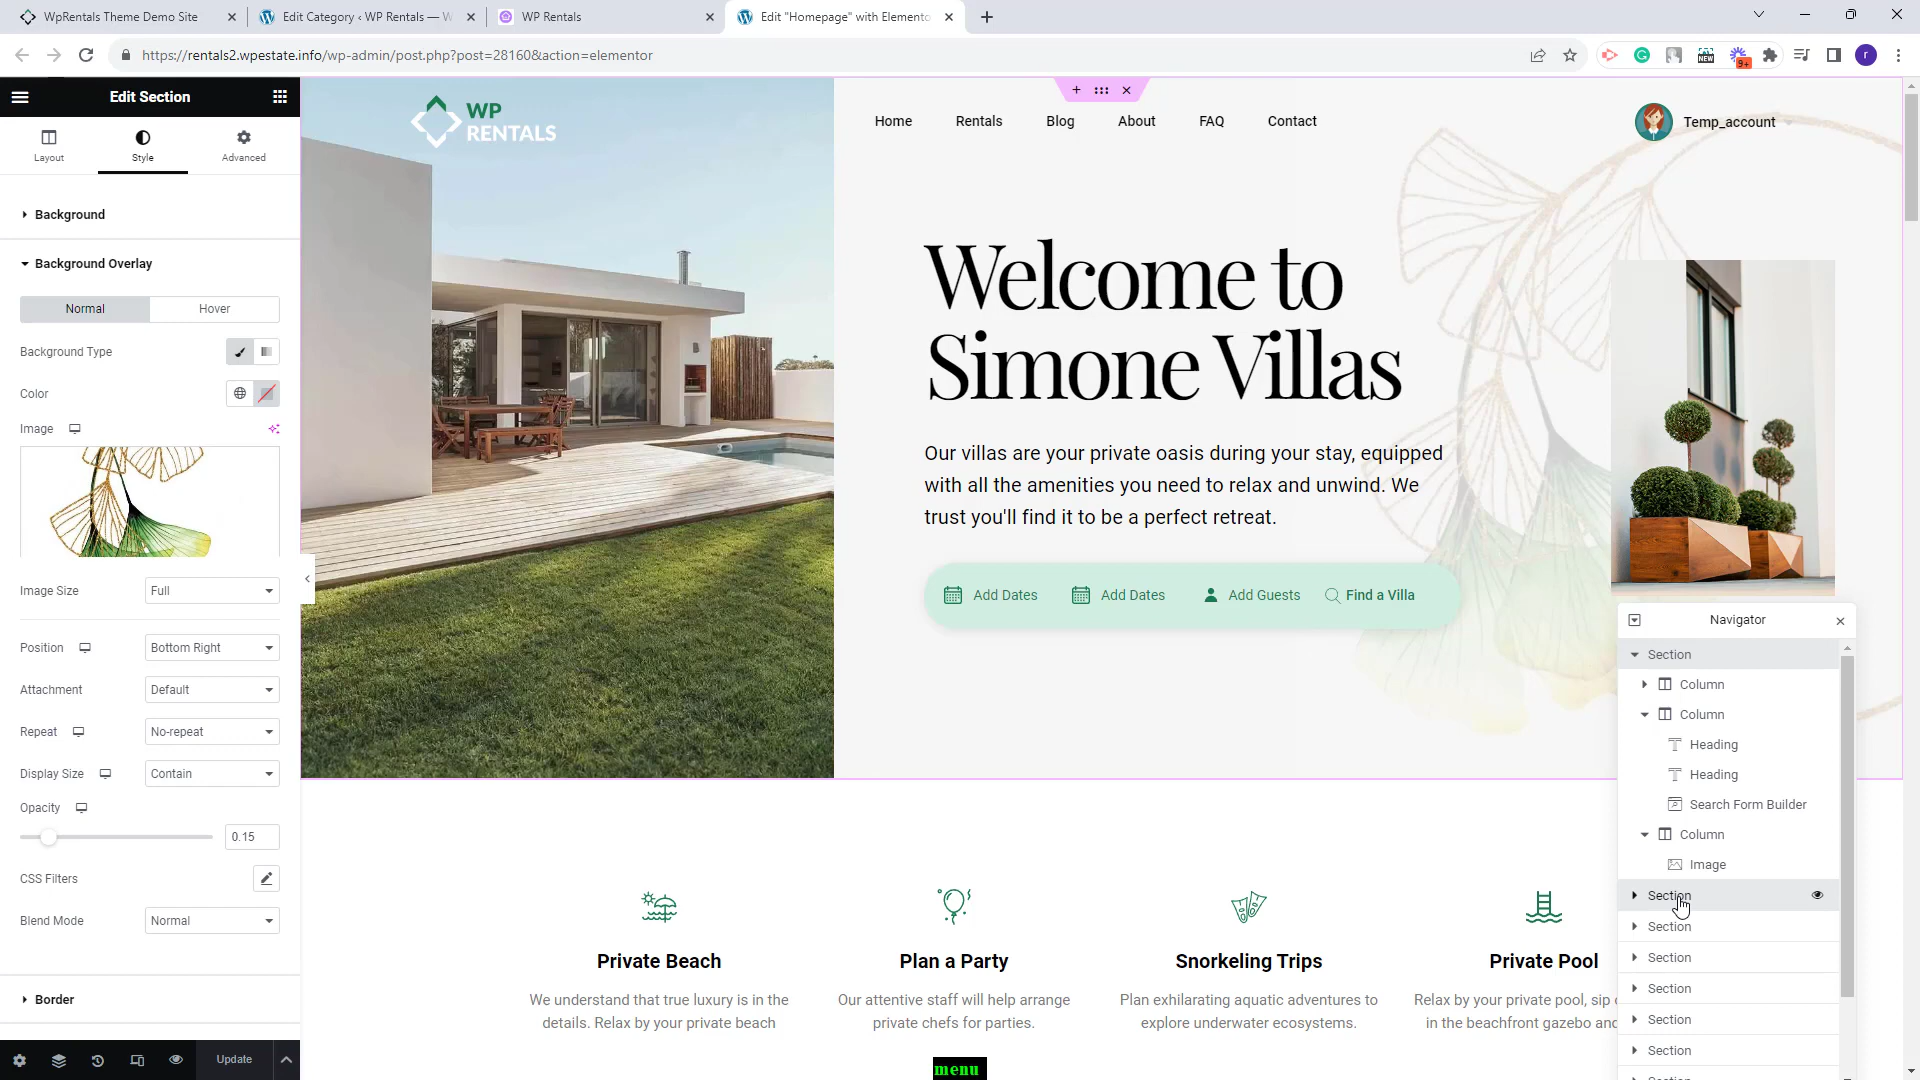 WpRentals Theme Demo Site
Edit Category ‹ WP Rentals — W
WP Rentals
Edit "Homepage" with Elemento
https://rentals2.wpestate.info/wp-admin/post.php?post=28160&action=elementor
NEW
9+
r
Edit Section
Layout
Style
Advanced
Background
Background Overlay
Normal
Hover
Background Type
Color
Image
Image Size
Full
Position
Bottom Right
Attachment
Default
Repeat
No-repeat
Display Size
Contain
Opacity
0.15
CSS Filters
Blend Mode
Normal
Border
Update
WP
RENTALS
Home
Rentals
Blog
About
FAQ
Contact
Temp_account
Welcome to
Simone Villas
Our villas are your private oasis during your stay, equipped
with all the amenities you need to relax and unwind. We
trust you'll find it to be a perfect retreat.
Add Dates
Add Dates
Add Guests
Find a Villa
Private Beach
We understand that true luxury is in the
details. Relax by your private beach
Plan a Party
Our attentive staff will help arrange
private chefs for parties.
Snorkeling Trips
Plan exhilarating aquatic adventures to
explore underwater ecosystems.
Private Pool
Relax by your private pool, sip
in the beachfront gazebo
menu
Navigator
Section
Column
Column
Heading
Heading
Search Form Builder
Column
Image
Section
Section
Section
Section
Section
Section